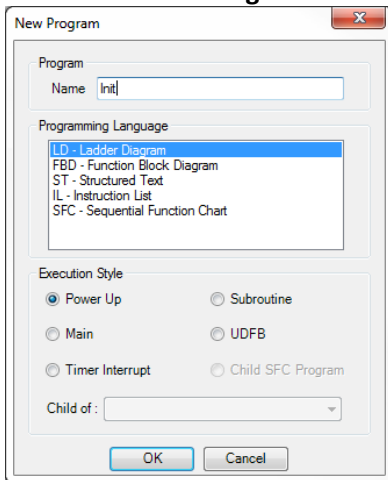 New Program
Program
Name Init
Programming Language
LD - Ladder Diagram
FBD - Function Block Diagram
ST - Structured Text
IL - Instruction List
SFC - Sequential Function Chart
Execution Style
Power Up Subroutine
Main UDFB
Timer Interrupt Child SFC Program
Child of :
OK Cancel